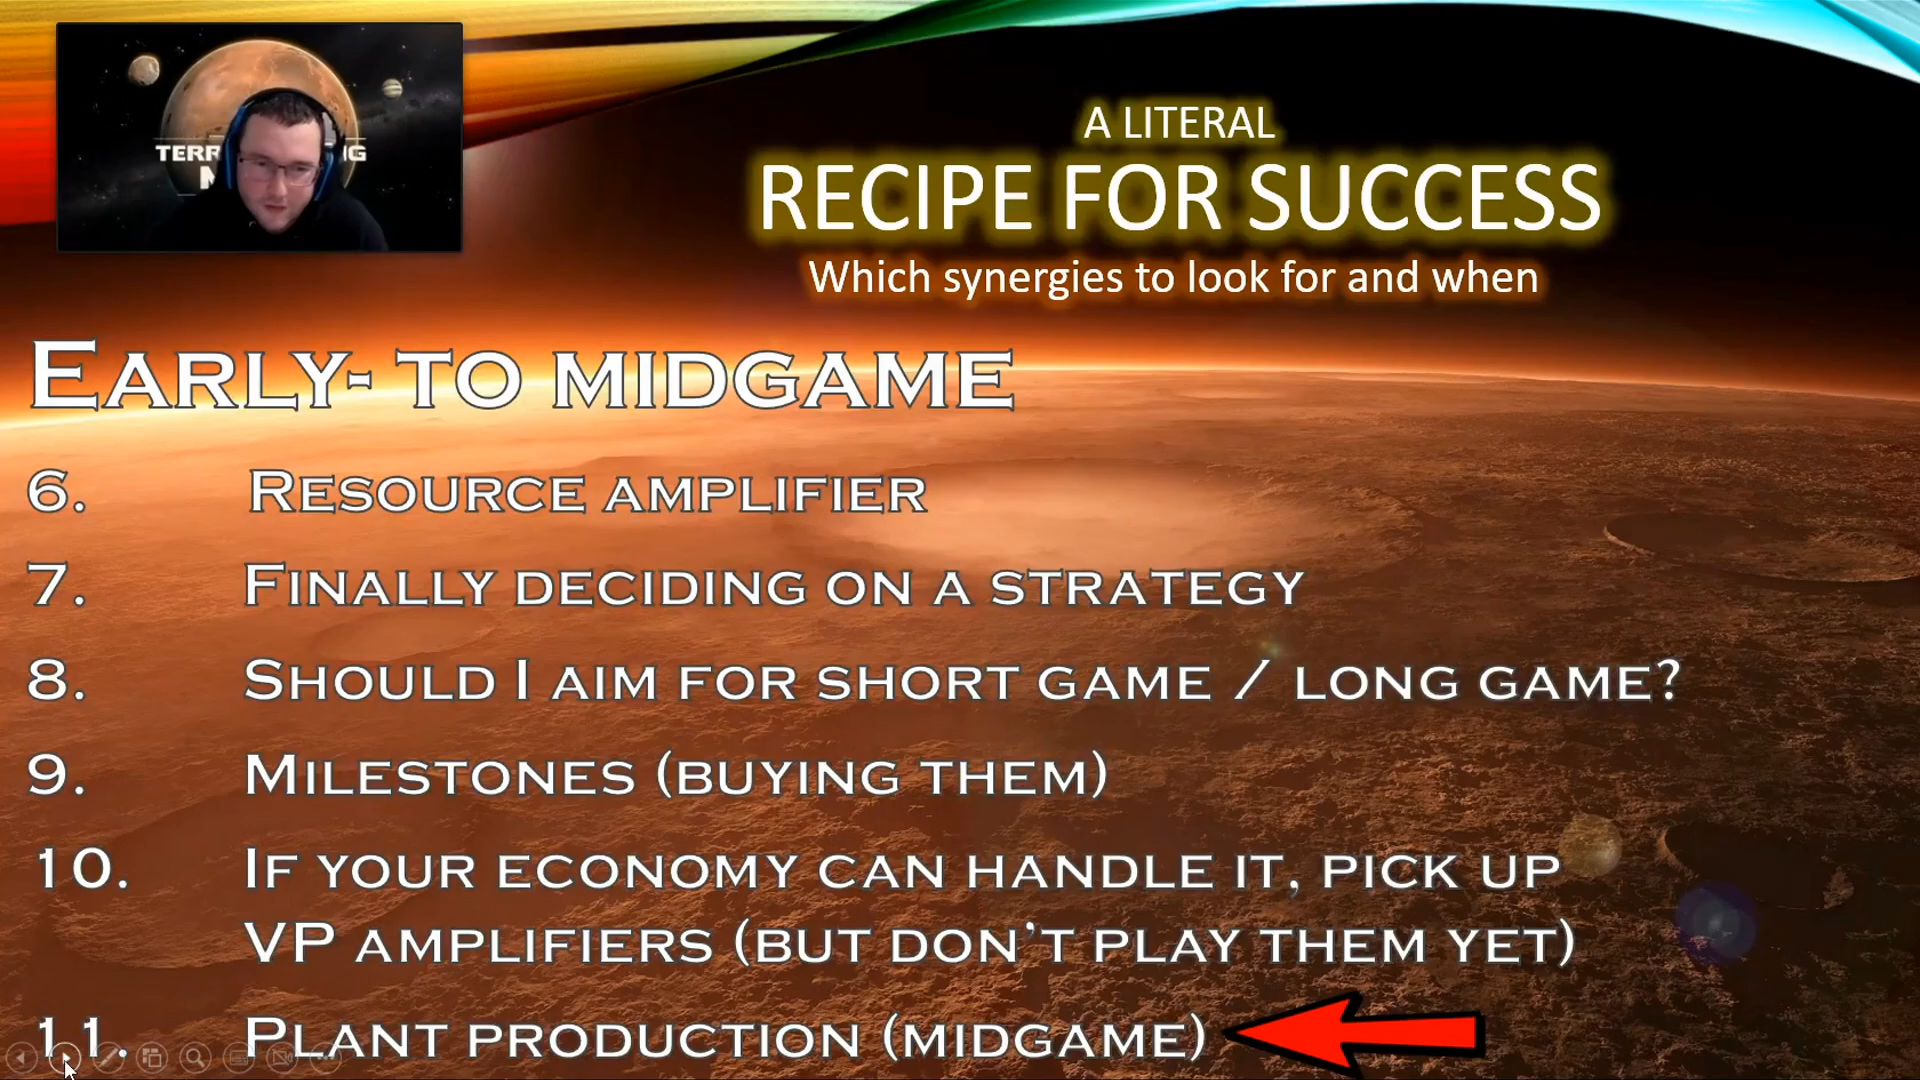 A LITERAL
RECIPE FOR SUCCESS
Which synergies to look for and when
EARLY- TO MIDGAME
6. RESOURCE AMPLIFIER
7. FINALLY DECIDING ON A STRATEGY
8. SHOULD I AIM FOR SHORT GAME / LONG GAME?
9. MILESTONES (BUYING THEM)
10. IF YOUR ECONOMY CAN HANDLE IT, PICK UP
VP AMPLIFIERS (BUT DON'T PLAY THEM YET)
11. PLANT PRODUCTION (MIDGAME)